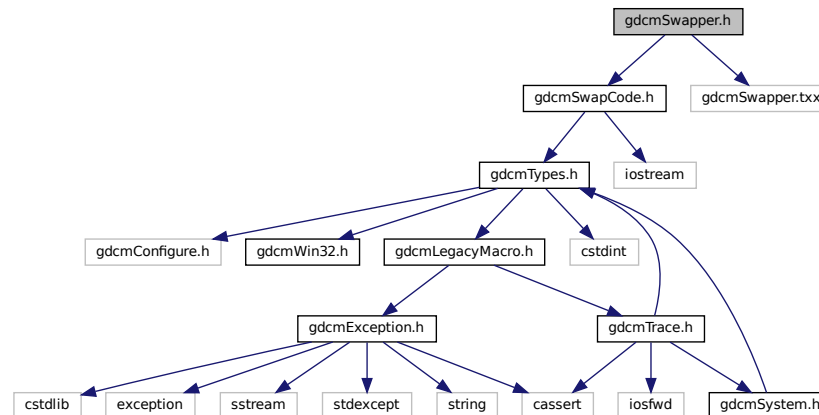 gdcmSwapper.h
gdcmSwapCode.h
gdcmSwapper.txx
gdcmTypes.h
iostream
gdcmConfigure.h
gdcmWin32.h
gdcmLegacyMacro.h
cstdint
gdcmException.h
gdcmTrace.h
cstdlib
exception
sstream
stdexcept
string
cassert
iosfwd
gdcmSystem.h